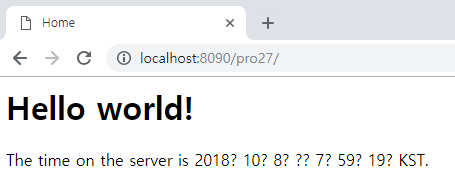 Home
localhost:8090/pro27/
Hello world!
The time on the server is 2018? 10? 8? ?? 7? 59? 19? KST.